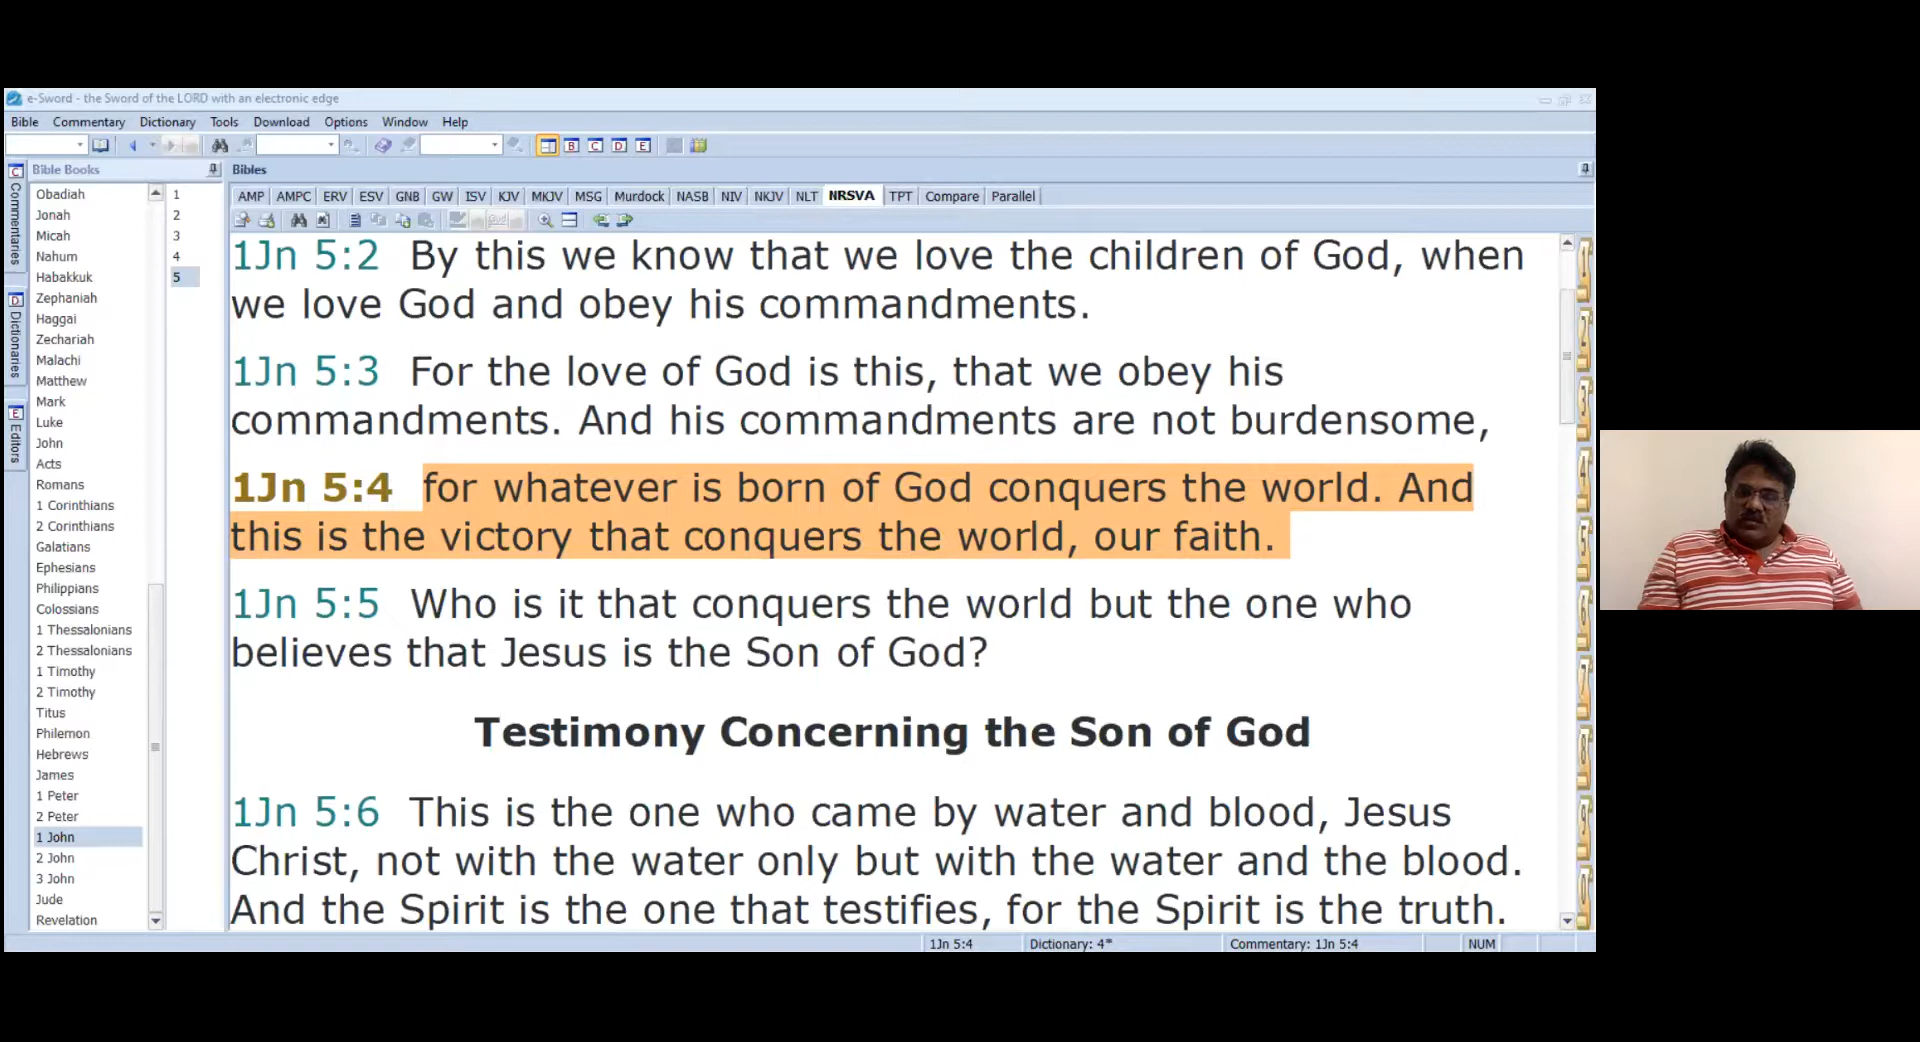 e-Sword - the Sword of the LORD with an electronic edge
Bible Commentary Dictionary Tools Download Options Window Help
B C D E
Bible Books
Bibles
C Commentaries
D Dictionaries
E Editors
Obadiah
Jonah
Micah
Nahum
Habakkuk
Zephaniah
Haggai
Zechariah
Malachi
Matthew
Mark
Luke
John
Acts
Romans
1 Corinthians
2 Corinthians
Galatians
Ephesians
Philippians
Colossians
1 Thessalonians
2 Thessalonians
1 Timothy
2 Timothy
Titus
Philemon
Hebrews
James
1 Peter
2 Peter
1 John
2 John
3 John
Jude
Revelation
1
2
3
4
5
AMP AMPC ERV ESV GNB GW ISV KJV MKJV MSG Murdock NASB NIV NKJV NLT NRSVA TPT Compare Parallel
1Jn 5:2 By this we know that we love the children of God, when
we love God and obey his commandments.
1Jn 5:3 For the love of God is this, that we obey his
commandments. And his commandments are not burdensome,
1Jn 5:4 for whatever is born of God conquers the world. And
this is the victory that conquers the world, our faith.
1Jn 5:5 Who is it that conquers the world but the one who
believes that Jesus is the Son of God?
Testimony Concerning the Son of God
1Jn 5:6 This is the one who came by water and blood, Jesus
Christ, not with the water only but with the water and the blood.
And the Spirit is the one that testifies, for the Spirit is the truth.
1
2
3
4
5
6
7
8
9
0
1Jn 5:4 Dictionary: 4* Commentary: 1Jn 5:4 NUM